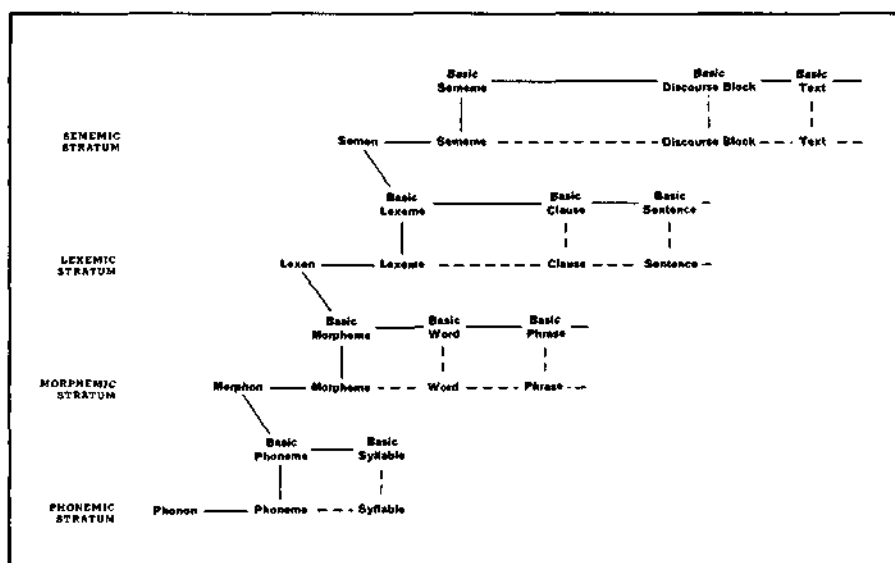 Basic Basic Basic
Sememe Discourse Block Text
SEMEMIC
STRATUM
Semon Sememe Discourse Block Text
Basic Basic Basic
Lexeme Clause Sentence
LEXEMIC
STRATUM
Lexon Lexeme Clause Sentence
Basic Basic Basic
Morpheme Word Phrase
MORPHEMIC
STRATUM
Morphon Morpheme Word Phrase
Basic Basic
Phoneme Syllable
PHONEMIC
STRATUM
Phonon Phoneme Syllable